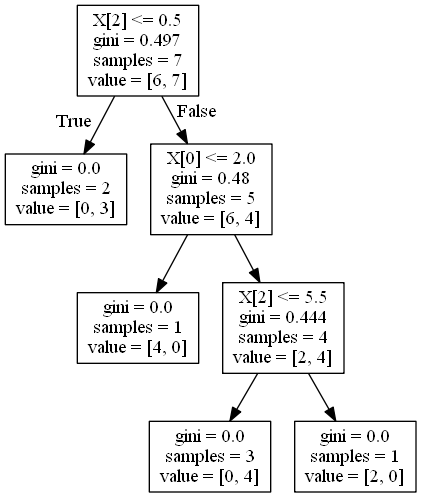 X[2] <= 0.5
gini = 0.497
samples = 7
value = [6, 7]
True
False
gini = 0.0
samples = 2
value = [0, 3]
X[0] <= 2.0
gini = 0.48
samples = 5
value = [6, 4]
gini = 0.0
samples = 1
value = [4, 0]
X[2] <= 5.5
gini = 0.444
samples = 4
value = [2, 4]
gini = 0.0
samples = 3
value = [0, 4]
gini = 0.0
samples = 1
value = [2, 0]